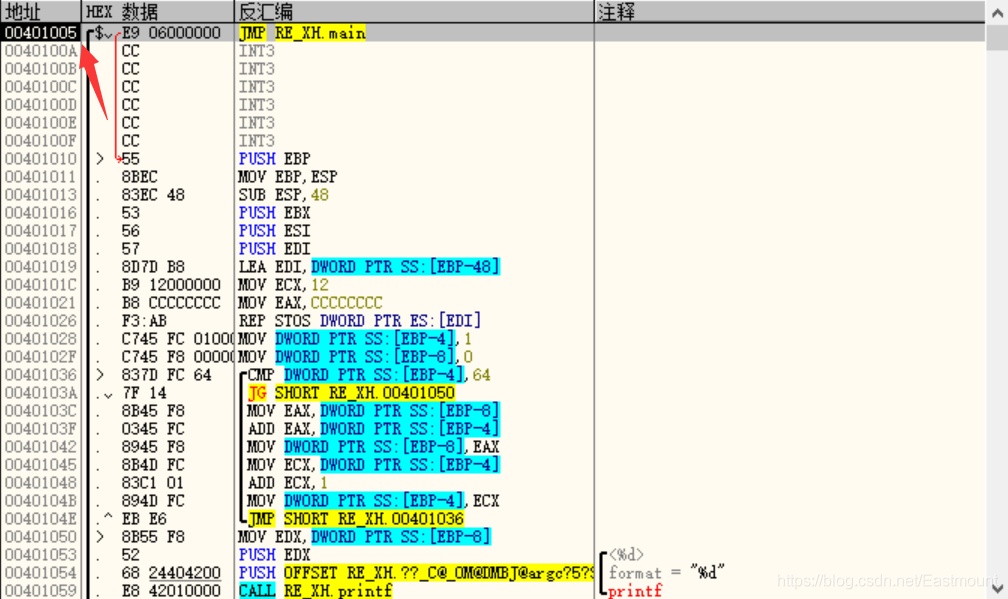 地址 HEX 数据 反汇编 注释
00401005 $ E9 06000000 JMP RE_XH.main
0040100A CC INT3
0040100B CC INT3
0040100C CC INT3
0040100D CC INT3
0040100E CC INT3
0040100F CC INT3
00401010 > 55 PUSH EBP
00401011 . 8BEC MOV EBP,ESP
00401013 . 83EC 48 SUB ESP,48
00401016 . 53 PUSH EBX
00401017 . 56 PUSH ESI
00401018 . 57 PUSH EDI
00401019 . 8D7D B8 LEA EDI,DWORD PTR SS:[EBP-48]
0040101C . B9 12000000 MOV ECX,12
00401021 . B8 CCCCCCCC MOV EAX,CCCCCCCC
00401026 . F3:AB REP STOS DWORD PTR ES:[EDI]
00401028 . C745 FC 0100 MOV DWORD PTR SS:[EBP-4],1
0040102F . C745 F8 0000 MOV DWORD PTR SS:[EBP-8],0
00401036 > 837D FC 64 CMP DWORD PTR SS:[EBP-4],64
0040103A . 7F 14 JG SHORT RE_XH.00401050
0040103C . 8B45 F8 MOV EAX,DWORD PTR SS:[EBP-8]
0040103F . 0345 FC ADD EAX,DWORD PTR SS:[EBP-4]
00401042 . 8945 F8 MOV DWORD PTR SS:[EBP-8],EAX
00401045 . 8B4D FC MOV ECX,DWORD PTR SS:[EBP-4]
00401048 . 83C1 01 ADD ECX,1
0040104B . 894D FC MOV DWORD PTR SS:[EBP-4],ECX
0040104E .^ EB E6 JMP SHORT RE_XH.00401036
00401050 > 8B55 F8 MOV EDX,DWORD PTR SS:[EBP-8]
00401053 . 52 PUSH EDX <%d>
00401054 . 68 24404200 PUSH OFFSET RE_XH.??_C@_0M@DMBJ@argc?5?$ format = "%d"
00401059 . E8 42010000 CALL RE_XH.printf printf
https://blog.csdn.net/Eastmount